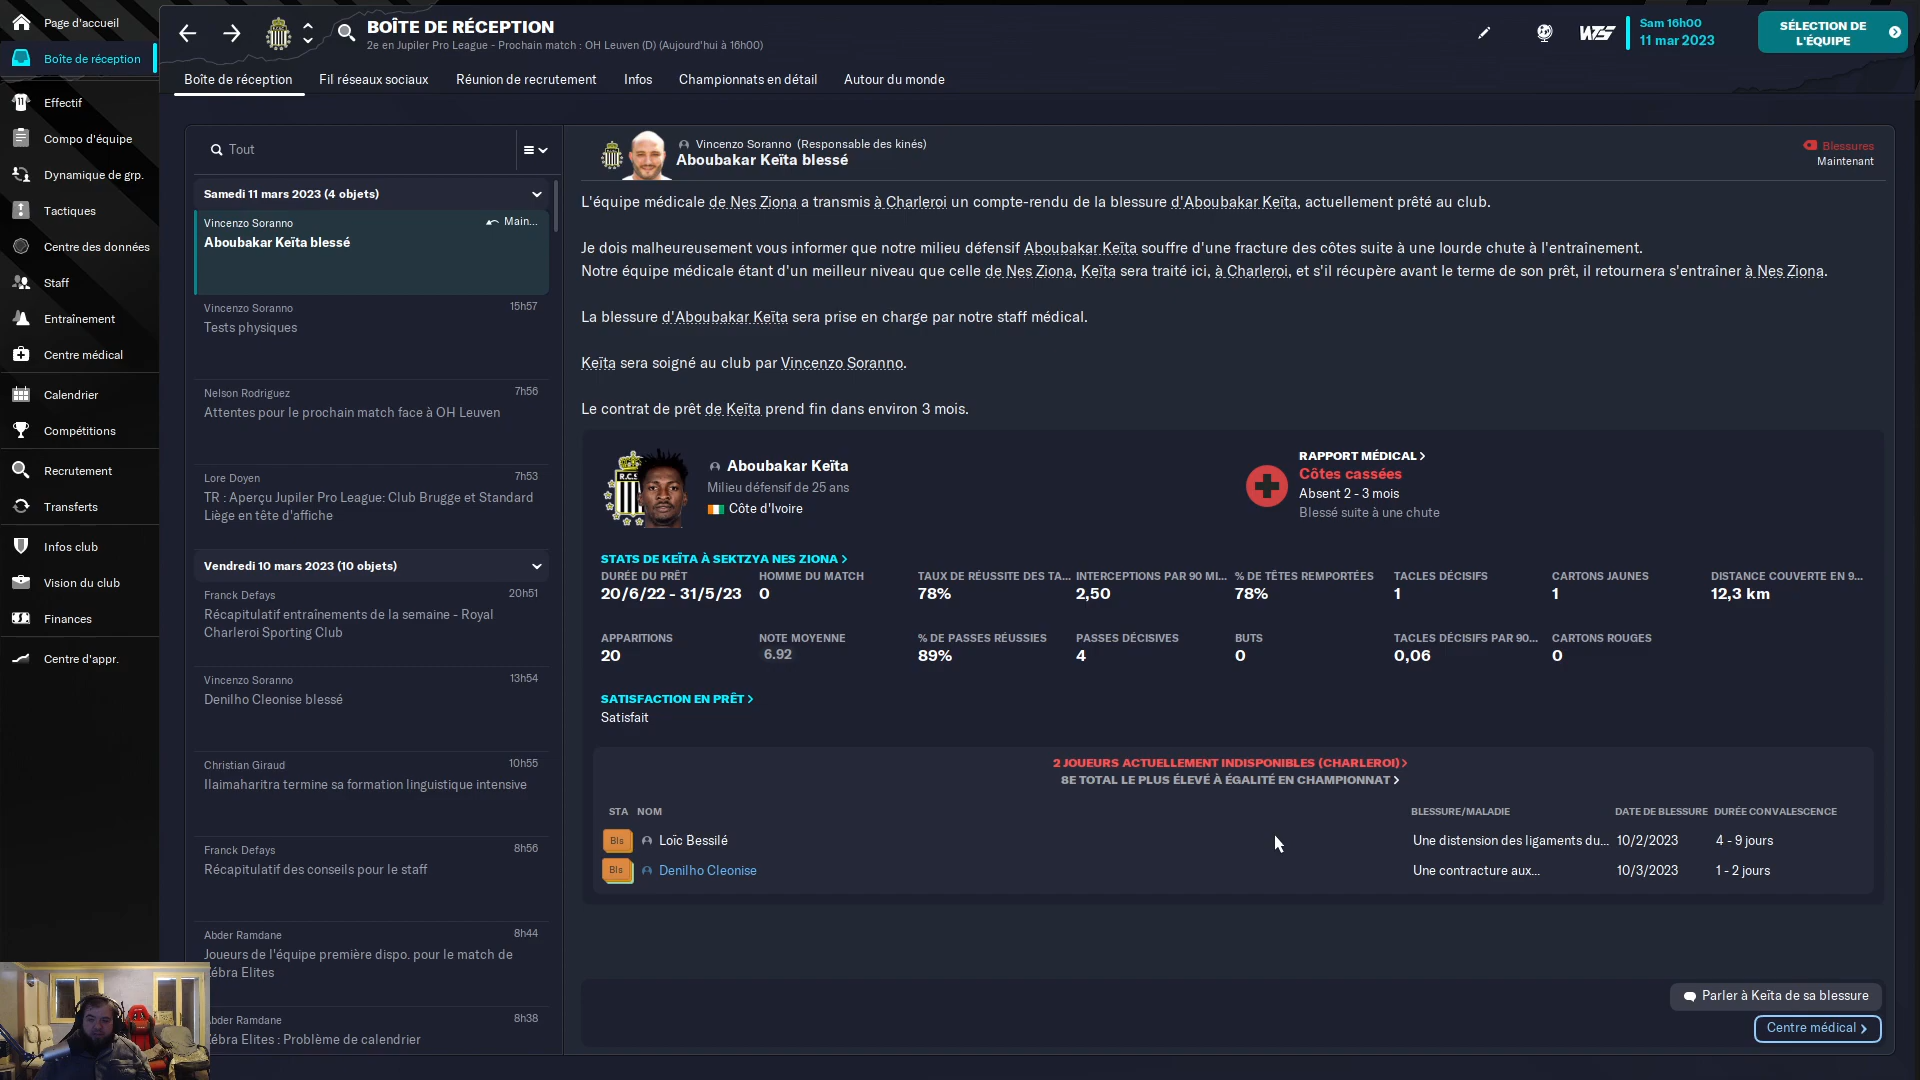 Page d'accueil
Boîte de réception
Effectif
Compo d'équipe
Dynamique de grp.
Tactiques
Centre des données
Staff
Entraînement
Centre médical
Calendrier
Compétitions
Recrutement
Transferts
Infos club
Vision du club
Finances
Centre d'appr.
BOÎTE DE RÉCEPTION
2e en Jupiler Pro League - Prochain match : OH Leuven (D) (Aujourd'hui à 16h00)
Sam 16h00
11 mar 2023
SÉLECTION DE
L'ÉQUIPE
Boîte de réception Fil réseaux sociaux Réunion de recrutement Infos Championnats en détail Autour du monde
Tout
Samedi 11 mars 2023 (4 objets)
Vincenzo Soranno Main...
Aboubakar Keïta blessé
Vincenzo Soranno 15h57
Tests physiques
Nelson Rodriguez 7h56
Attentes pour le prochain match face à OH Leuven
Lore Doyen 7h53
TR : Aperçu Jupiler Pro League: Club Brugge et Standard
Liège en tête d'affiche
Vendredi 10 mars 2023 (10 objets)
Franck Defays 20h51
Récapitulatif entraînements de la semaine - Royal
Charleroi Sporting Club
Vincenzo Soranno 13h54
Denilho Cleonise blessé
Christian Giraud 10h55
Ilaimaharitra termine sa formation linguistique intensive
Franck Defays 8h56
Récapitulatif des conseils pour le staff
Abder Ramdane 8h44
Joueurs de l'équipe première dispo. pour le match de
ébra Elites
bder Ramdane 8h38
ébra Elites : Problème de calendrier
Vincenzo Soranno (Responsable des kinés)
Aboubakar Keïta blessé
Blessures
Maintenant
L'équipe médicale de Nes Ziona a transmis à Charleroi un compte-rendu de la blessure d'Aboubakar Keïta, actuellement prêté au club.
Je dois malheureusement vous informer que notre milieu défensif Aboubakar Keïta souffre d'une fracture des côtes suite à une lourde chute à l'entraînement.
Notre équipe médicale étant d'un meilleur niveau que celle de Nes Ziona, Keïta sera traité ici, à Charleroi, et s'il récupère avant le terme de son prêt, il retournera s'entraîner à Nes Ziona.
La blessure d'Aboubakar Keïta sera prise en charge par notre staff médical.
Keïta sera soigné au club par Vincenzo Soranno.
Le contrat de prêt de Keïta prend fin dans environ 3 mois.
Aboubakar Keïta
Milieu défensif de 25 ans
Côte d'Ivoire
RAPPORT MÉDICAL
Côtes cassées
Absent 2 - 3 mois
Blessé suite à une chute
STATS DE KEÏTA À SEKTZYA NES ZIONA
DURÉE DU PRÊT HOMME DU MATCH TAUX DE RÉUSSITE DES TA... INTERCEPTIONS PAR 90 MI... % DE TÊTES REMPORTÉES TACLES DÉCISIFS CARTONS JAUNES DISTANCE COUVERTE EN 9...
20/6/22 - 31/5/23 0 78% 2,50 78% 1 1 12,3 km
APPARITIONS NOTE MOYENNE % DE PASSES RÉUSSIES PASSES DÉCISIVES BUTS TACLES DÉCISIFS PAR 90... CARTONS ROUGES
20 6.92 89% 4 0 0,06 0
SATISFACTION EN PRÊT
Satisfait
2 JOUEURS ACTUELLEMENT INDISPONIBLES (CHARLEROI)
8E TOTAL LE PLUS ÉLEVÉ À ÉGALITÉ EN CHAMPIONNAT
STA NOM BLESSURE/MALADIE DATE DE BLESSURE DURÉE CONVALESCENCE
Bls Loïc Bessilé Une distension des ligaments du... 10/2/2023 4 - 9 jours
Bls Denilho Cleonise Une contracture aux... 10/3/2023 1 - 2 jours
Parler à Keïta de sa blessure
Centre médical